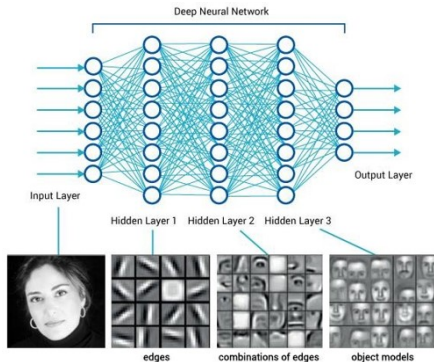 Deep Neural Network
Input Layer
Output Layer
Hidden Layer 1
Hidden Layer 2
Hidden Layer 3
edges
combinations of edges
object models